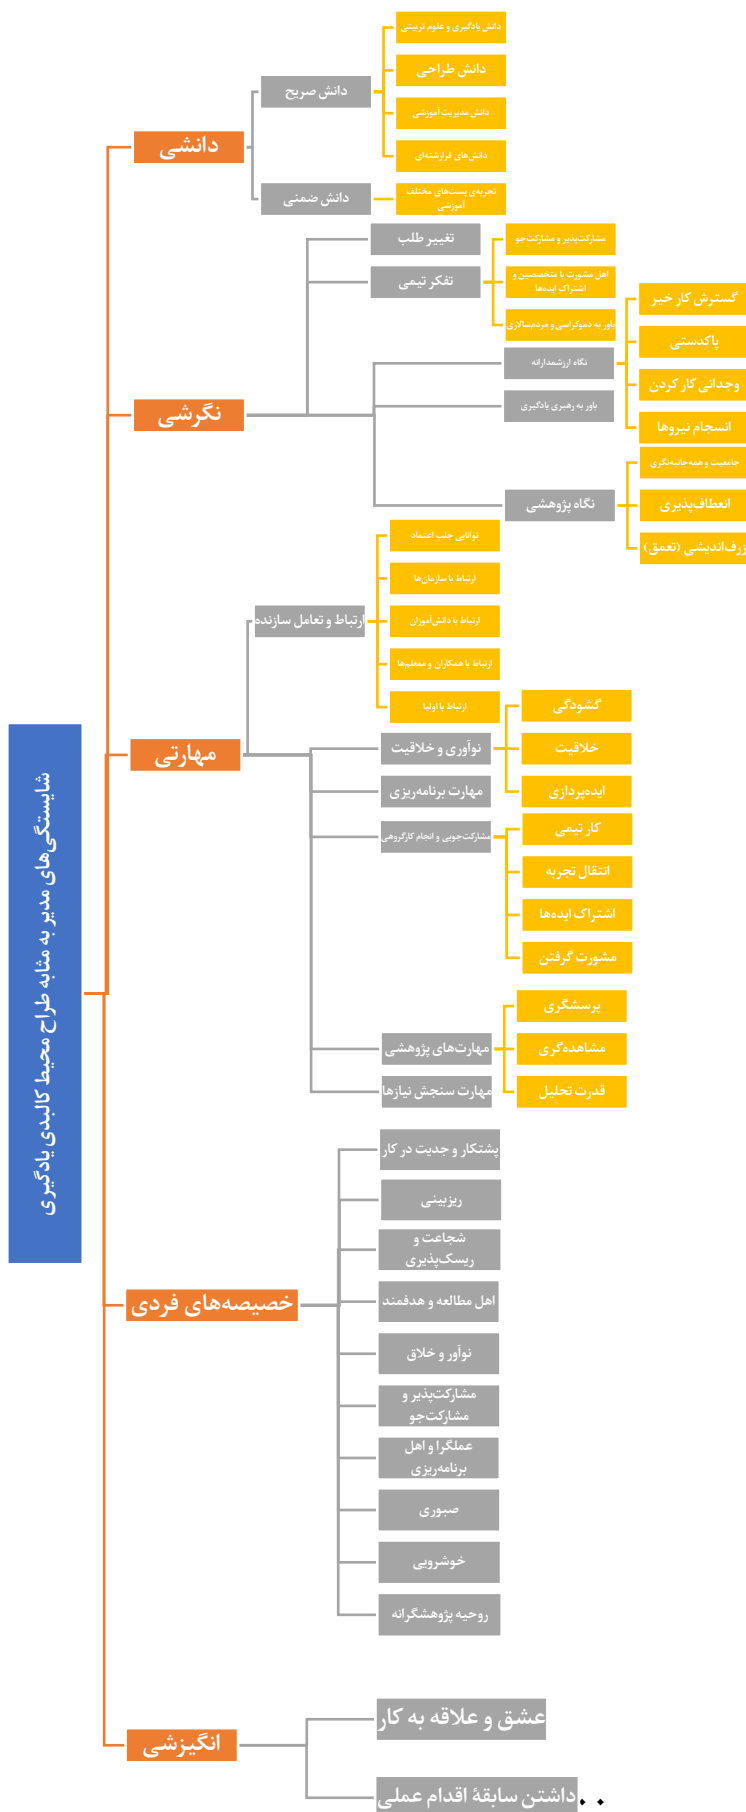 شایستگی‌های مدیر به مثابه طراح محیط کالبدی یادگیری
دانشی
دانش صریح
دانش یادگیری و علوم تربیتی
دانش طراحی
دانش مدیریت آموزشی
دانش‌های فرارشته‌ای
دانش ضمنی
تجربه‌ی پست‌های مختلف
آموزشی
نگرشی
تغییر طلب
تفکر تیمی
مشارکت‌پذیر و مشارکت‌جو
اهل مشورت با متخصصین و
اشتراک ایده‌ها
باور به دموکراسی و مردم‌سالاری
نگاه ارزشمدارانه
گسترش کار خیر
پاکدستی
وجدانی کار کردن
انسجام نیروها
باور به رهبری یادگیری
نگاه پژوهشی
جامعیت و همه‌جانبه‌نگری
انعطاف‌پذیری
ژرف‌اندیشی (تعمق)
مهارتی
ارتباط و تعامل سازنده
توانایی جلب اعتماد
ارتباط با سازمان‌ها
ارتباط با دانش‌آموزان
ارتباط با همکاران و معلم‌ها
ارتباط با اولیا
نوآوری و خلاقیت
گشودگی
خلاقیت
ایده‌پردازی
مهارت برنامه‌ریزی
مشارکت‌جویی و انجام کارگروهی
کار تیمی
انتقال تجربه
اشتراک ایده‌ها
مشورت گرفتن
مهارت‌های پژوهشی
پرسشگری
مشاهده‌گری
قدرت تحلیل
مهارت سنجش نیازها
خصیصه‌های فردی
پشتکار و جدیت در کار
ریزبینی
شجاعت و
ریسک‌پذیری
اهل مطالعه و هدفمند
نوآور و خلاق
مشارکت‌پذیر و
مشارکت‌جو
عملگرا و اهل
برنامه‌ریزی
صبوری
خوشرویی
روحیه پژوهشگرانه
انگیزشی
عشق و علاقه به کار
داشتن سابقهٔ اقدام عملی